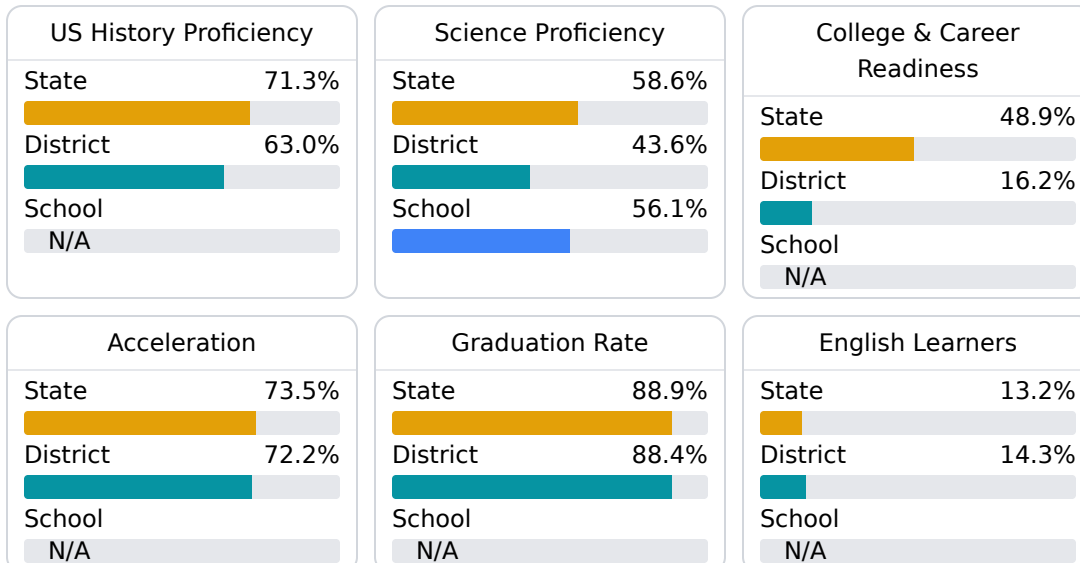 US History Proficiency
State 71.3%
District 63.0%
School
N/A
Science Proficiency
State 58.6%
District 43.6%
School 56.1%
College & Career
Readiness
State 48.9%
District 16.2%
School
N/A
Acceleration
State 73.5%
District 72.2%
School
N/A
Graduation Rate
State 88.9%
District 88.4%
School
N/A
English Learners
State 13.2%
District 14.3%
School
N/A